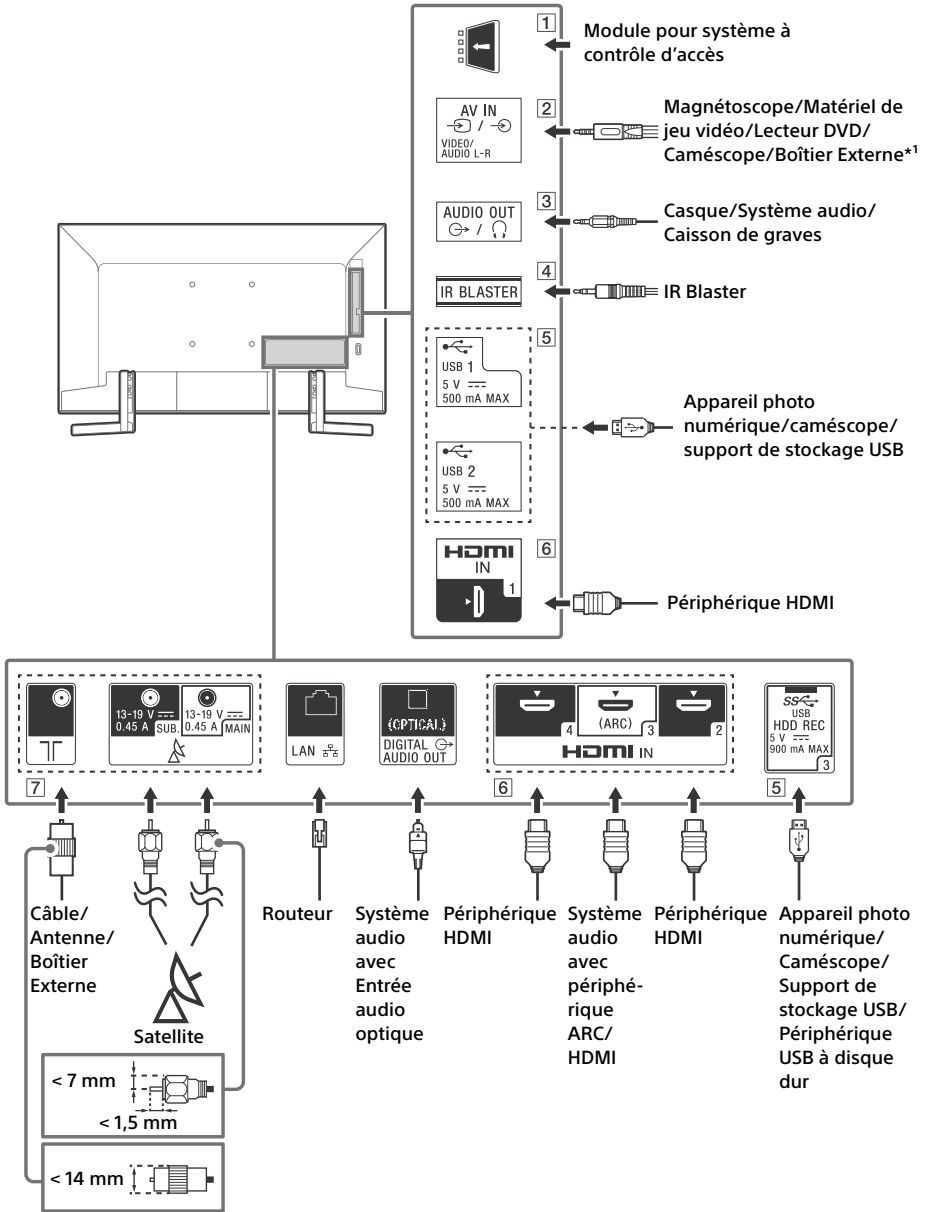 1
Module pour système à
contrôle d'accès
AV IN
/
VIDEO/
AUDIO L-R
2
Magnétoscope/Matériel de
jeu vidéo/Lecteur DVD/
Caméscope/Boîtier Externe*1
AUDIO OUT
/
3
Casque/Système audio/
Caisson de graves
4
IR BLASTER
IR Blaster
5
USB 1
5 V
500 mA MAX
USB 2
5 V
500 mA MAX
Appareil photo
numérique/caméscope/
support de stockage USB
HDMI
IN
1
6
Périphérique HDMI
13-19 V
0.45 A
SUB.
13-19 V
0.45 A
MAIN
LAN
(OPTICAL)
DIGITAL
AUDIO OUT
4
(ARC)
3
2
HDMI IN
SS
USB
HDD REC
5 V
900 mA MAX
3
7
6
5
Câble/
Antenne/
Boîtier
Externe
Satellite
Routeur
Système
audio
avec
Entrée
audio
optique
Périphérique
HDMI
Système
audio
avec
périphé-
rique
ARC/
HDMI
Périphérique
HDMI
Appareil photo
numérique/
Caméscope/
Support de
stockage USB/
Périphérique
USB à disque
dur
< 7 mm
< 1,5 mm
< 14 mm